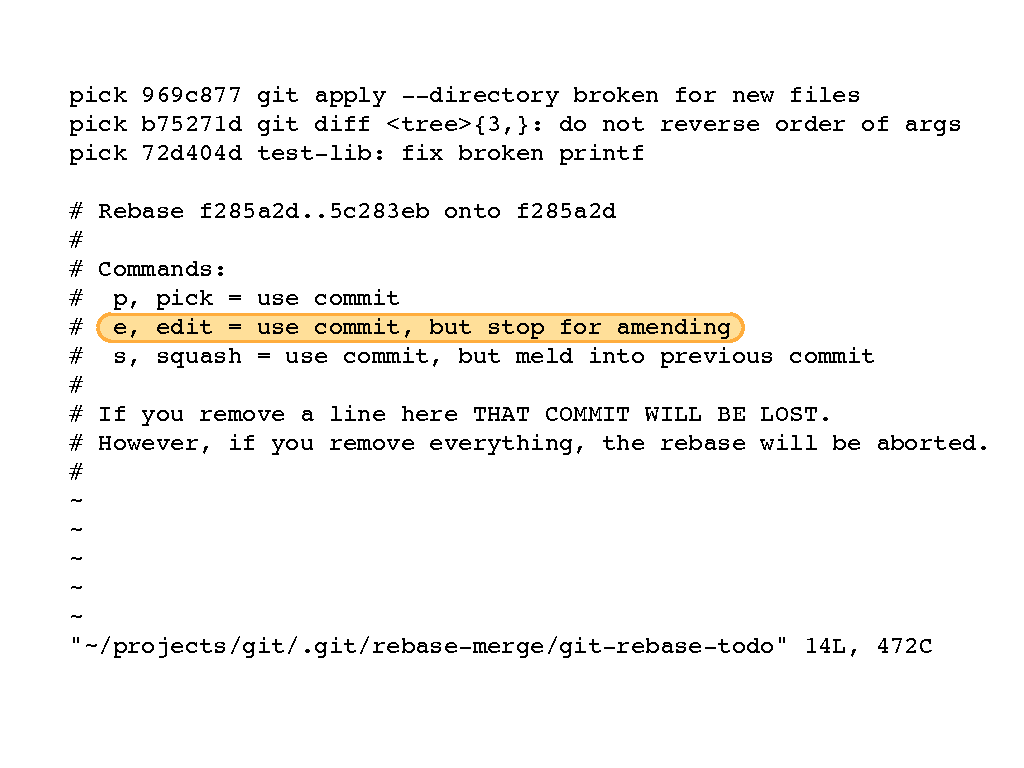 pick 969c877 git apply --directory broken for new files
pick b75271d git diff <tree>{3,}: do not reverse order of args
pick 72d404d test-lib: fix broken printf
# Rebase f285a2d..5c283eb onto f285a2d
#
# Commands:
#  p, pick = use commit
#  e, edit = use commit, but stop for amending
#  s, squash = use commit, but meld into previous commit
#
# If you remove a line here THAT COMMIT WILL BE LOST.
# However, if you remove everything, the rebase will be aborted.
#
~
~
~
~
~
"~/projects/git/.git/rebase-merge/git-rebase-todo" 14L, 472C